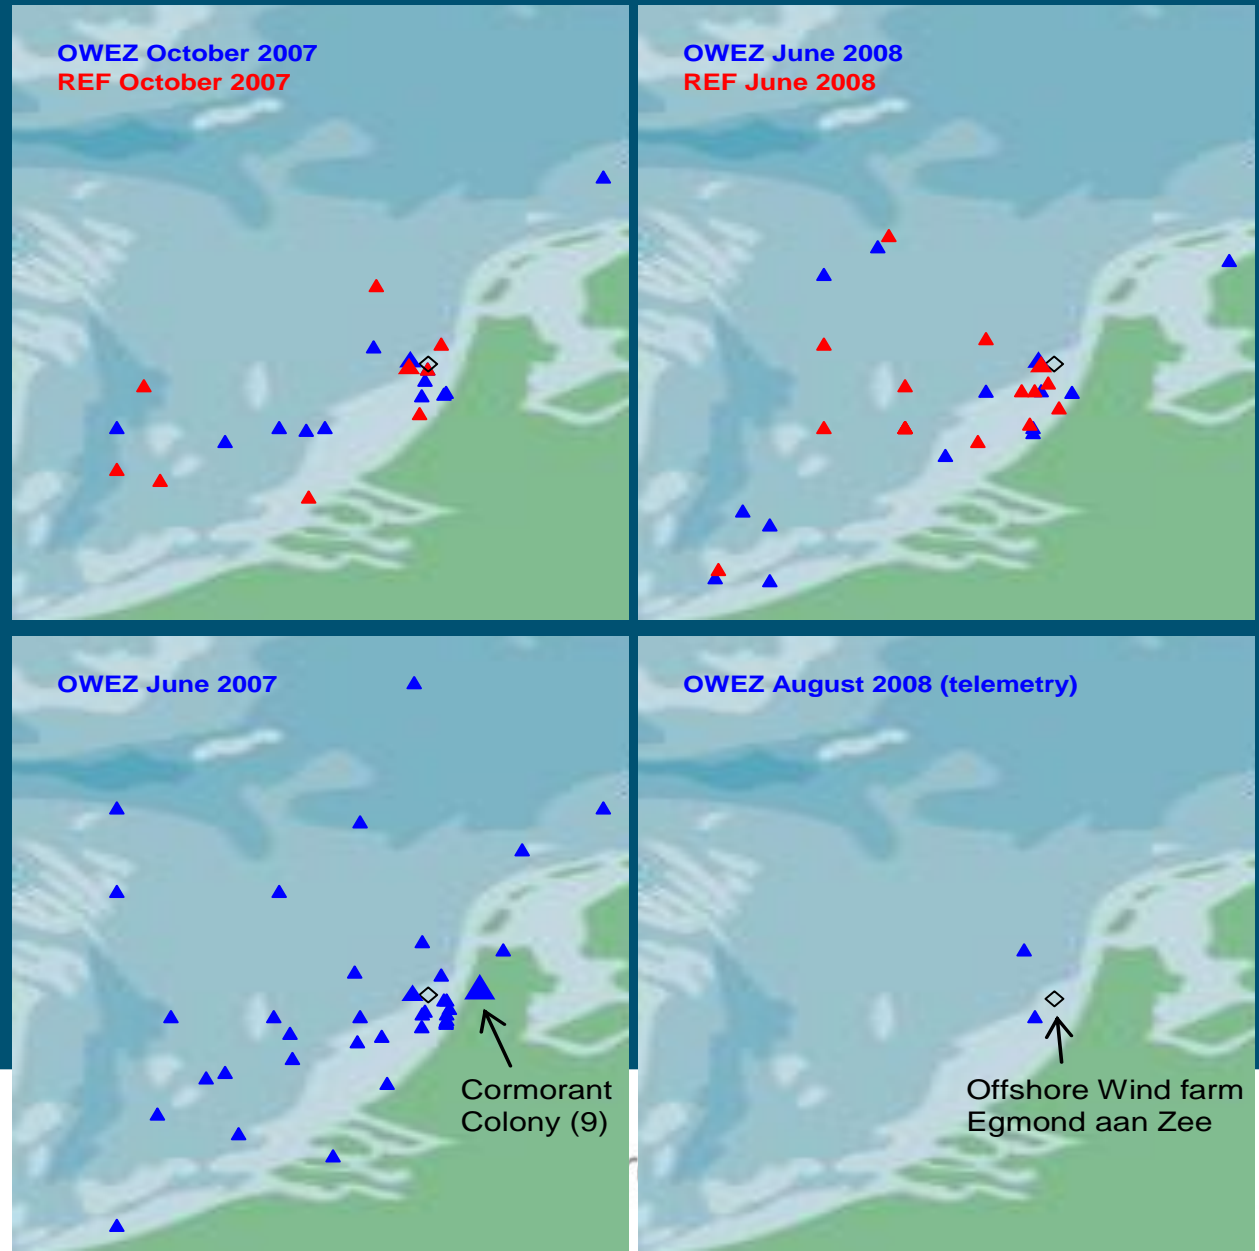 OWEZ October 2007
REF October 2007
OWEZ June 2008
REF June 2008
OWEZ June 2007
Cormorant
Colony (9)
OWEZ August 2008 (telemetry)
Offshore Wind farm
Egmond aan Zee